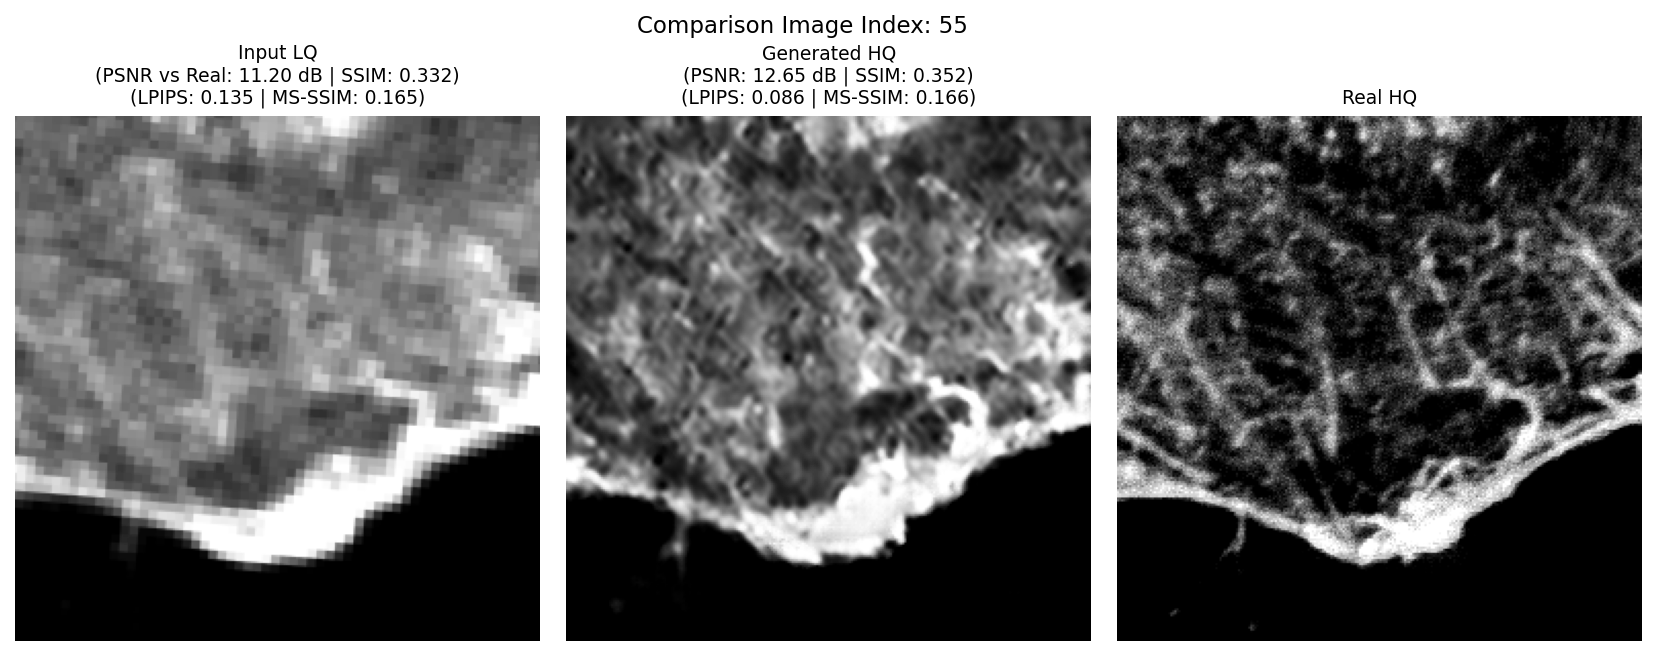 Comparison Image Index: 55
Input LQ
(PSNR vs Real: 11.20 dB | SSIM: 0.332)
(LPIPS: 0.135 | MS-SSIM: 0.165)
Generated HQ
(PSNR: 12.65 dB | SSIM: 0.352)
(LPIPS: 0.086 | MS-SSIM: 0.166)
Real HQ